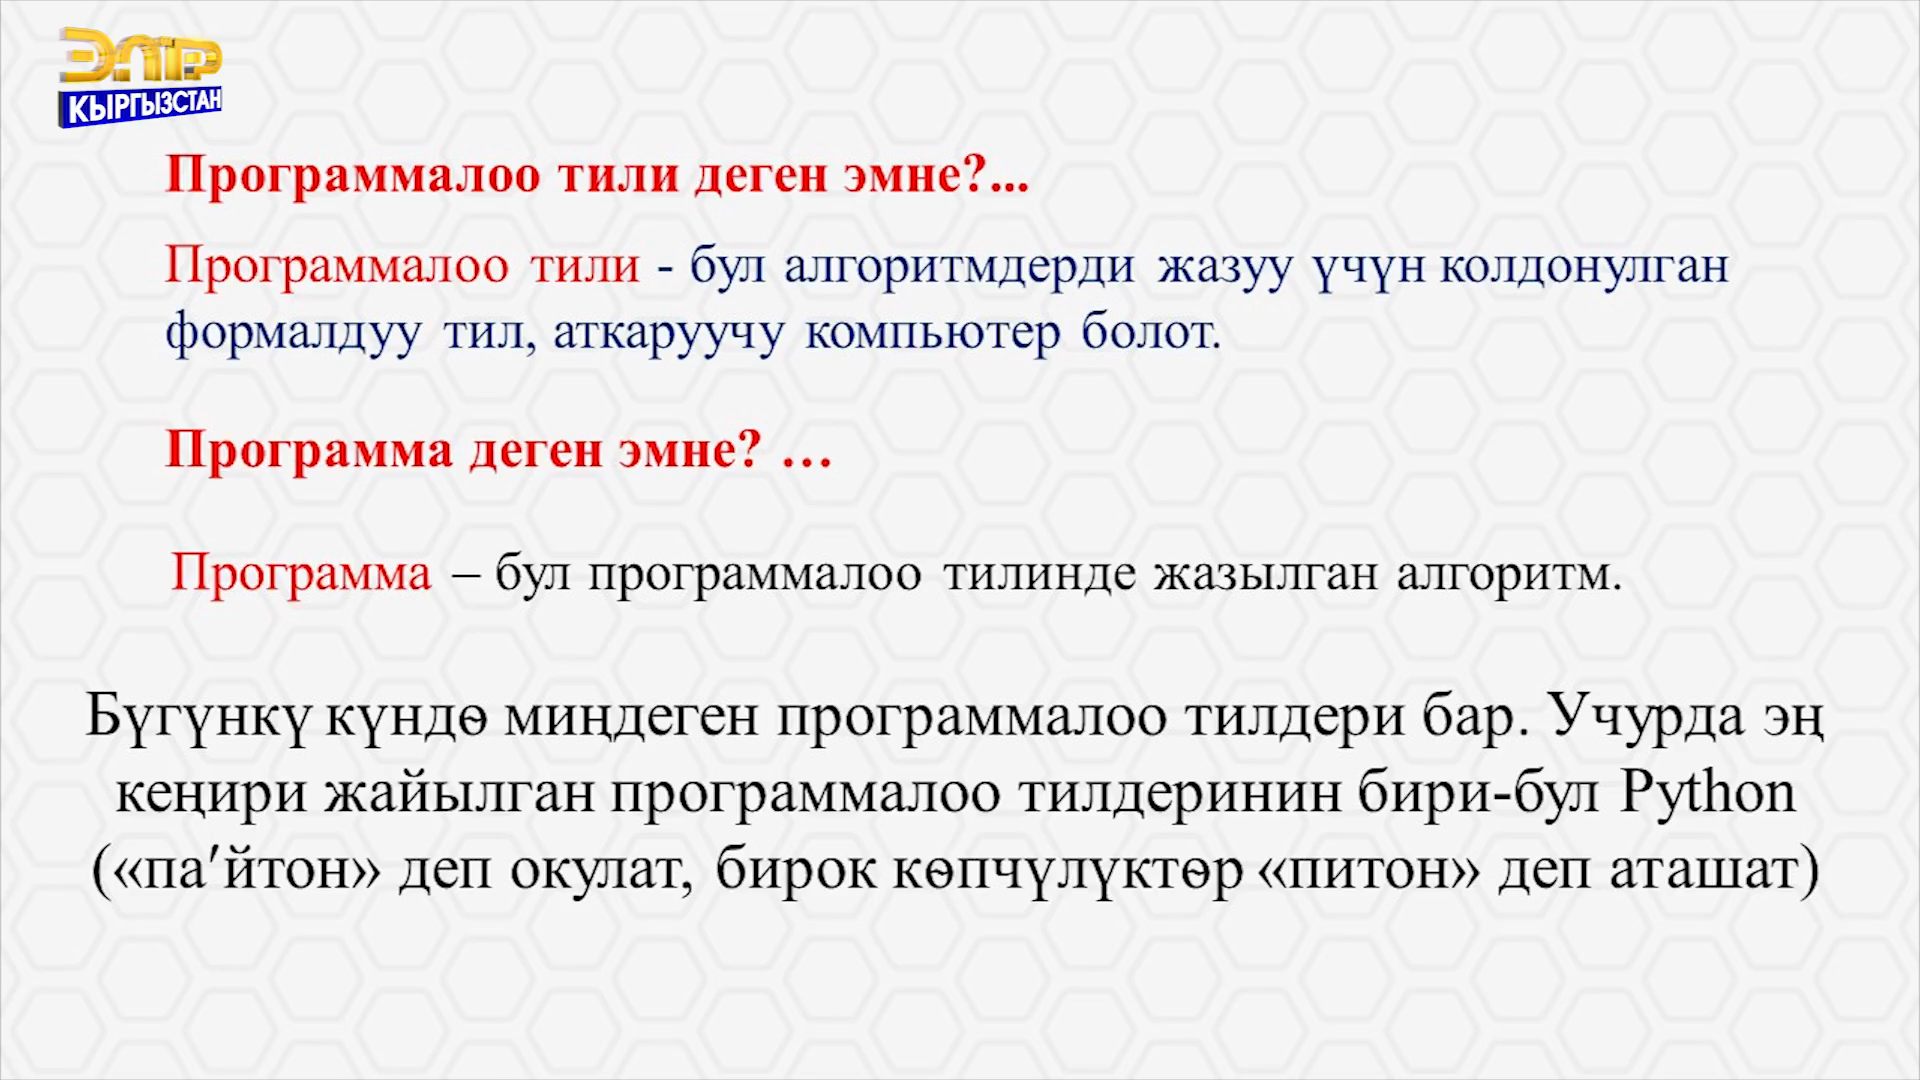 ЭЛТР
КЫРГЫЗСТАН
Программалоо тили деген эмне?...
Программалоо тили - бул алгоритмдерди жазуу үчүн колдонулган
формалдуу тил, аткаруучу компьютер болот.
Программа деген эмне? …
Программа – бул программалоо тилинде жазылган алгоритм.
Бүгүнкү күндө миңдеген программалоо тилдери бар. Учурда эң
кеңири жайылган программалоо тилдеринин бири-бул Python
(«па′йтон» деп окулат, бирок көпчүлүктөр «питон» деп аташат)